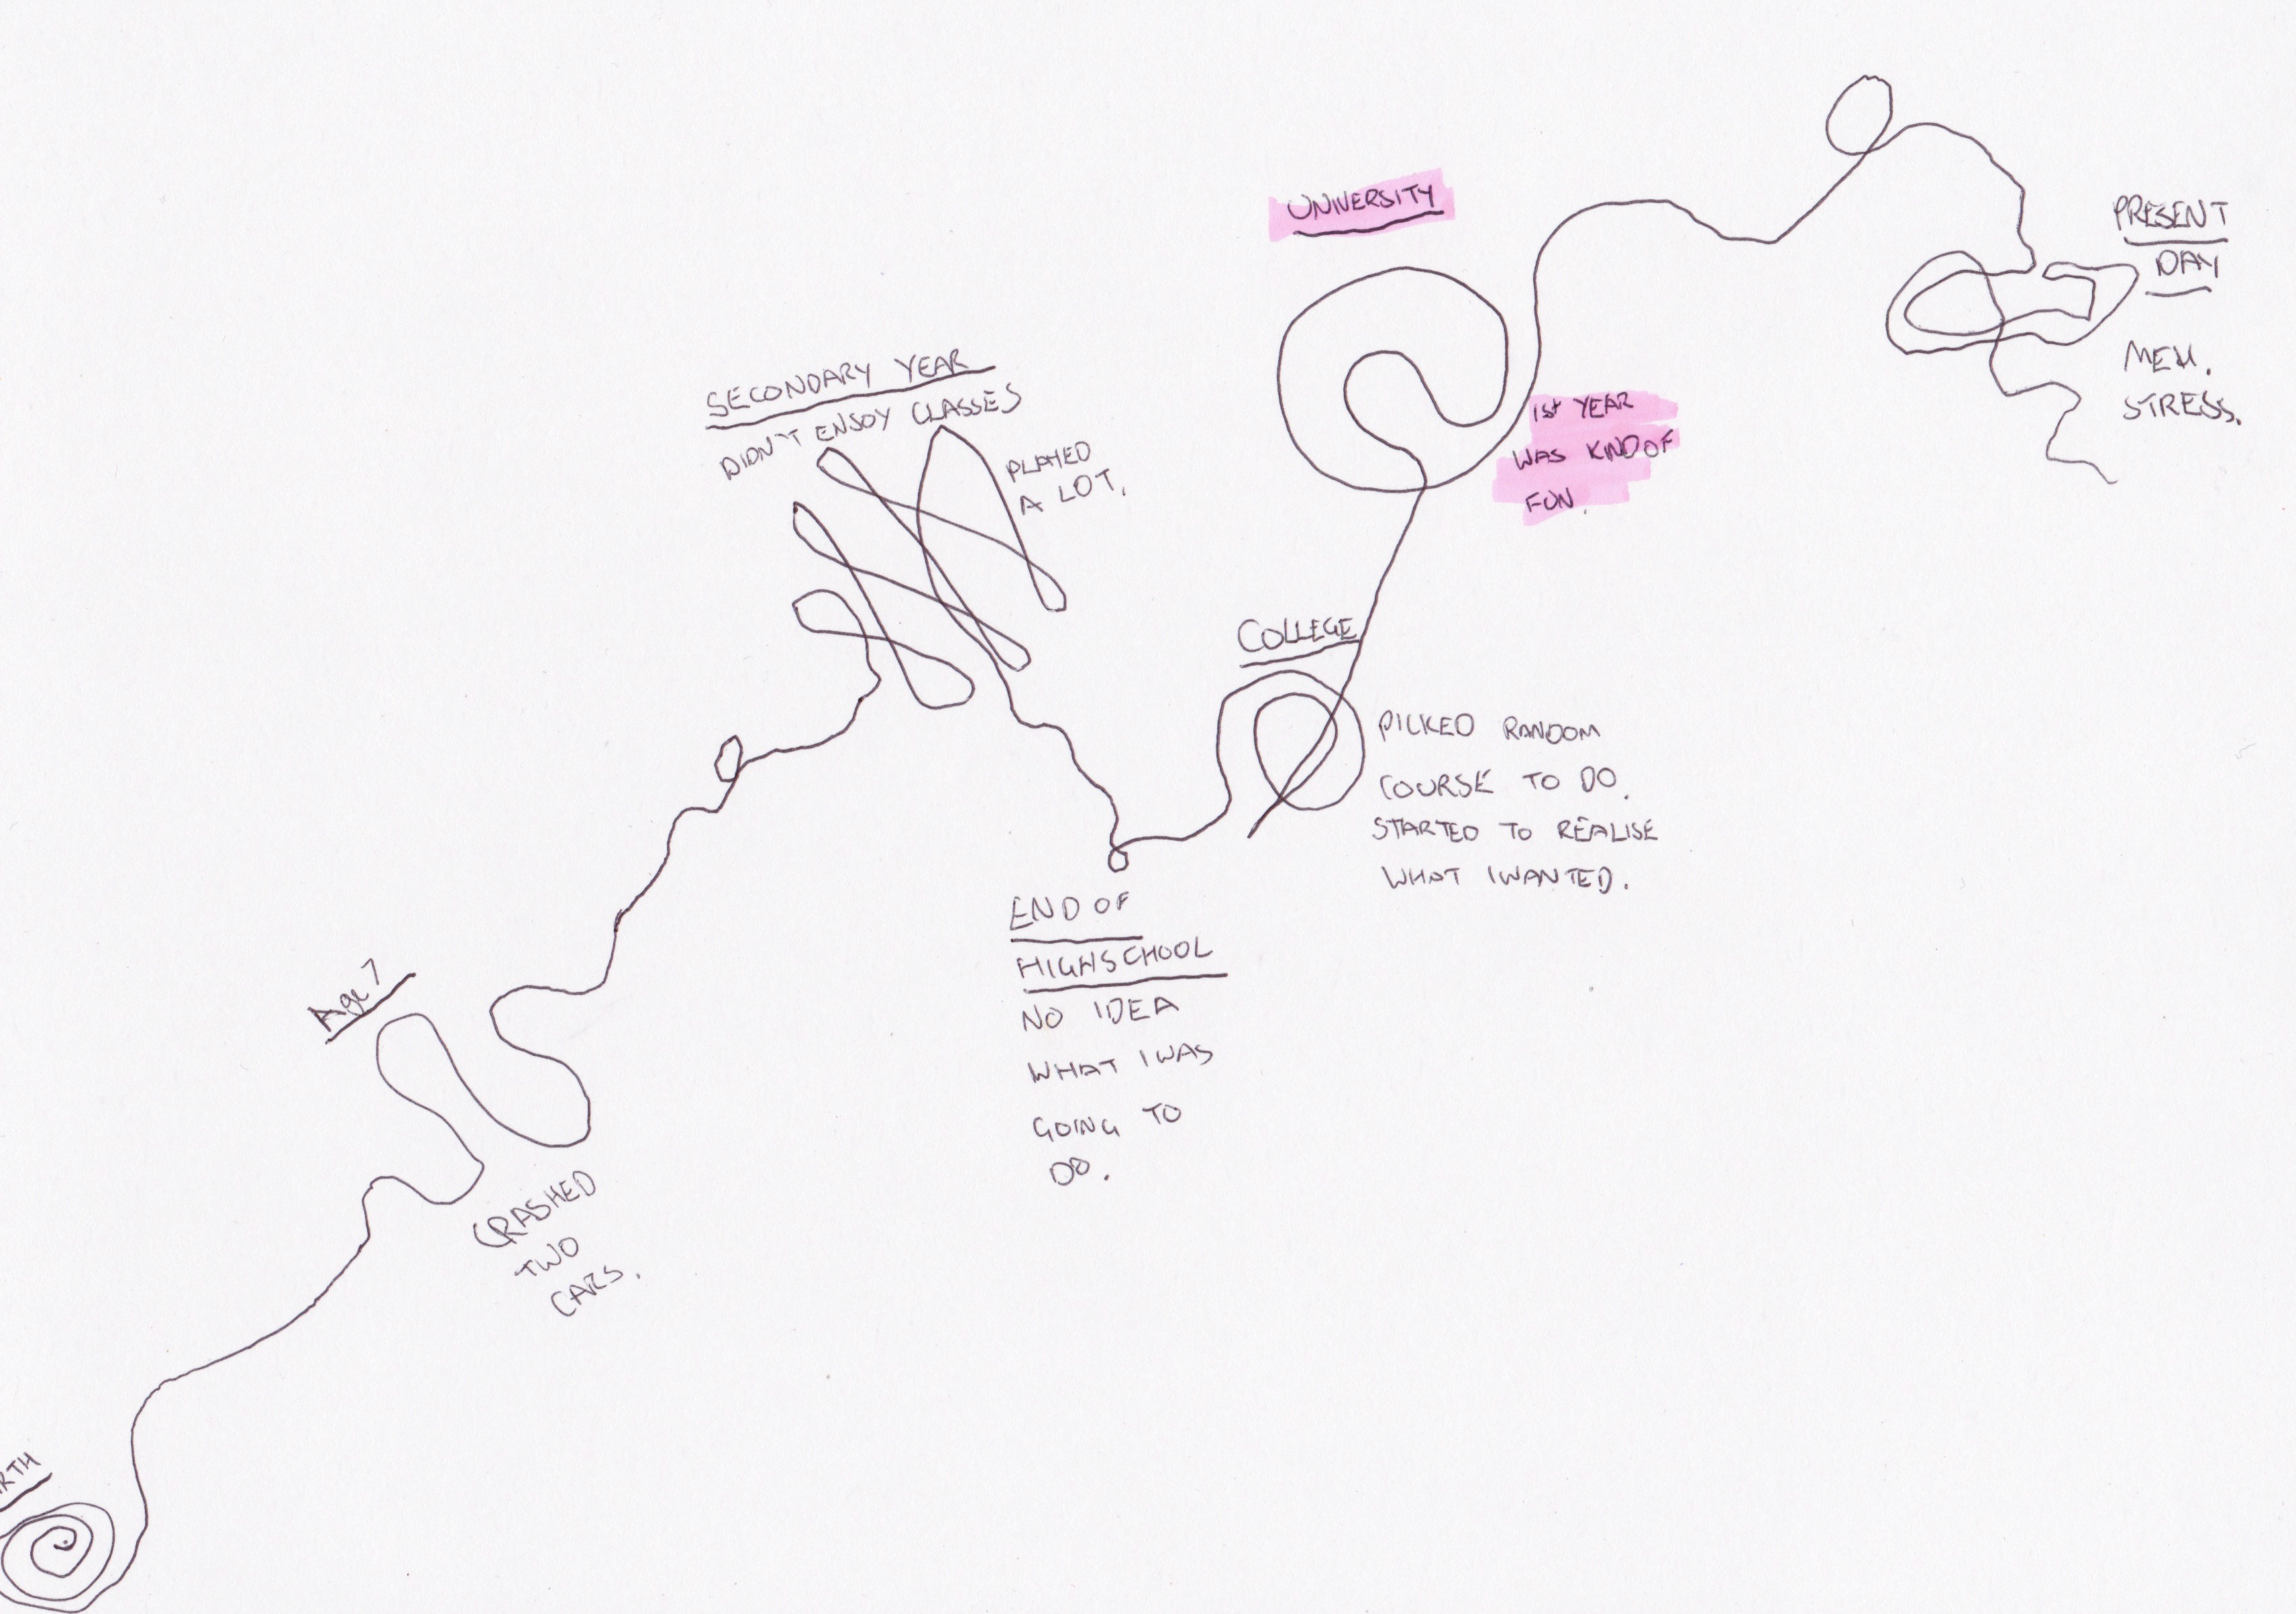 RTH
Age 7
CRASHED
TWO
CARS.
SECONDARY YEAR
DIDN'T ENJOY CLASSES
PLAYED
A LOT.
END OF
HIGHSCHOOL
NO IDEA
WHAT I WAS
GOING TO
DO.
COLLEGE
PICKED RANDOM
COURSE TO DO.
STARTED TO REALISE
WHAT I WANTED.
UNIVERSITY
1st YEAR
WAS KIND OF
FUN.
PRESENT
DAY
MEH.
STRESS.